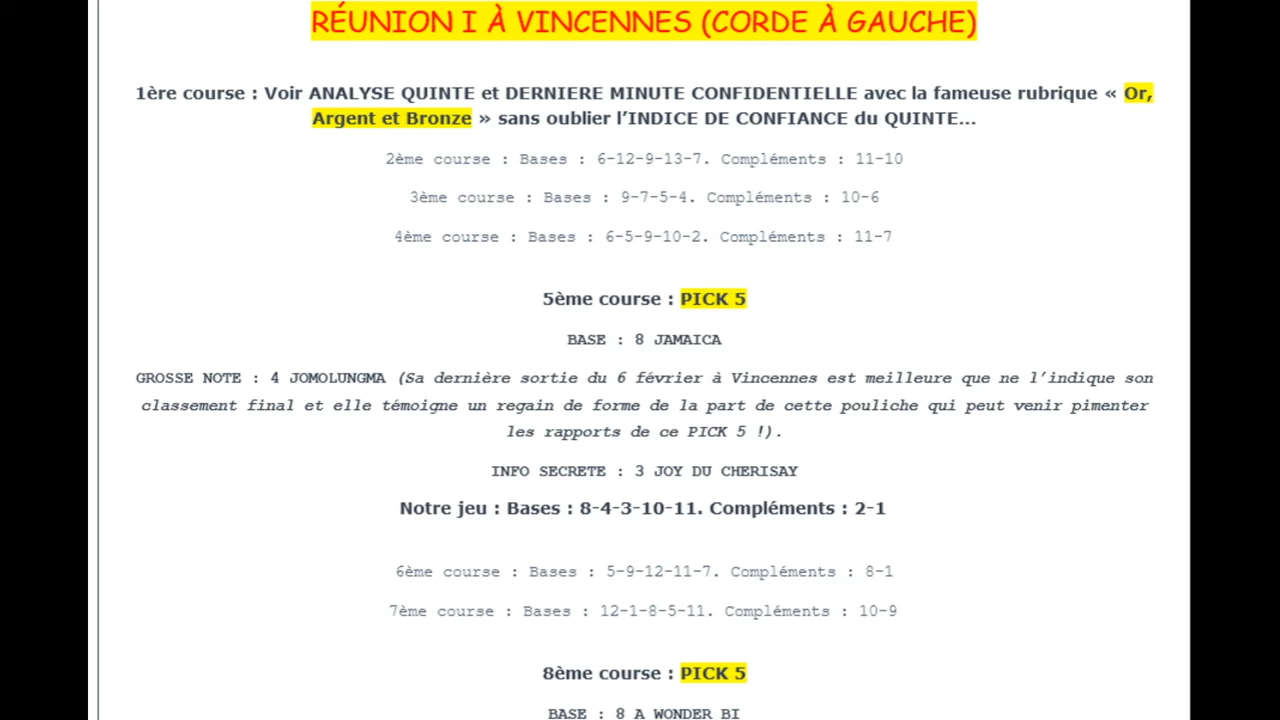 RÉUNION I À VINCENNES (CORDE À GAUCHE)
1ère course : Voir ANALYSE QUINTE et DERNIERE MINUTE CONFIDENTIELLE avec la fameuse rubrique « Or,
Argent et Bronze » sans oublier l’INDICE DE CONFIANCE du QUINTE…
2ème course : Bases : 6-12-9-13-7. Compléments : 11-10
3ème course : Bases : 9-7-5-4. Compléments : 10-6
4ème course : Bases : 6-5-9-10-2. Compléments : 11-7
5ème course : PICK 5
BASE : 8 JAMAICA
GROSSE NOTE : 4 JOMOLUNGMA (Sa dernière sortie du 6 février à Vincennes est meilleure que ne l’indique son
classement final et elle témoigne un regain de forme de la part de cette pouliche qui peut venir pimenter
les rapports de ce PICK 5 !).
INFO SECRETE : 3 JOY DU CHERISAY
Notre jeu : Bases : 8-4-3-10-11. Compléments : 2-1
6ème course : Bases : 5-9-12-11-7. Compléments : 8-1
7ème course : Bases : 12-1-8-5-11. Compléments : 10-9
8ème course : PICK 5
BASE : 8 A WONDER BI